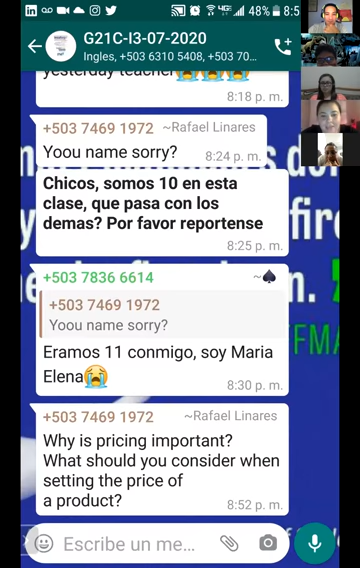 48% 8:5
G21C-I3-07-2020
Ingles, +503 6310 5408, +503 70...
yesterday teacher😭😭😭
8:18 p. m.
+503 7469 1972 ~Rafael Linares
Yoou name sorry?
8:24 p. m.
Chicos, somos 10 en esta
clase, que pasa con los
demas? Por favor reportense
8:25 p. m.
+503 7836 6614 ~♠
+503 7469 1972
Yoou name sorry?
Eramos 11 conmigo, soy Maria
Elena😭
8:30 p. m.
+503 7469 1972 ~Rafael Linares
Why is pricing important?
What should you consider when
setting the price of
a product?
8:52 p. m.
Escribe un me...